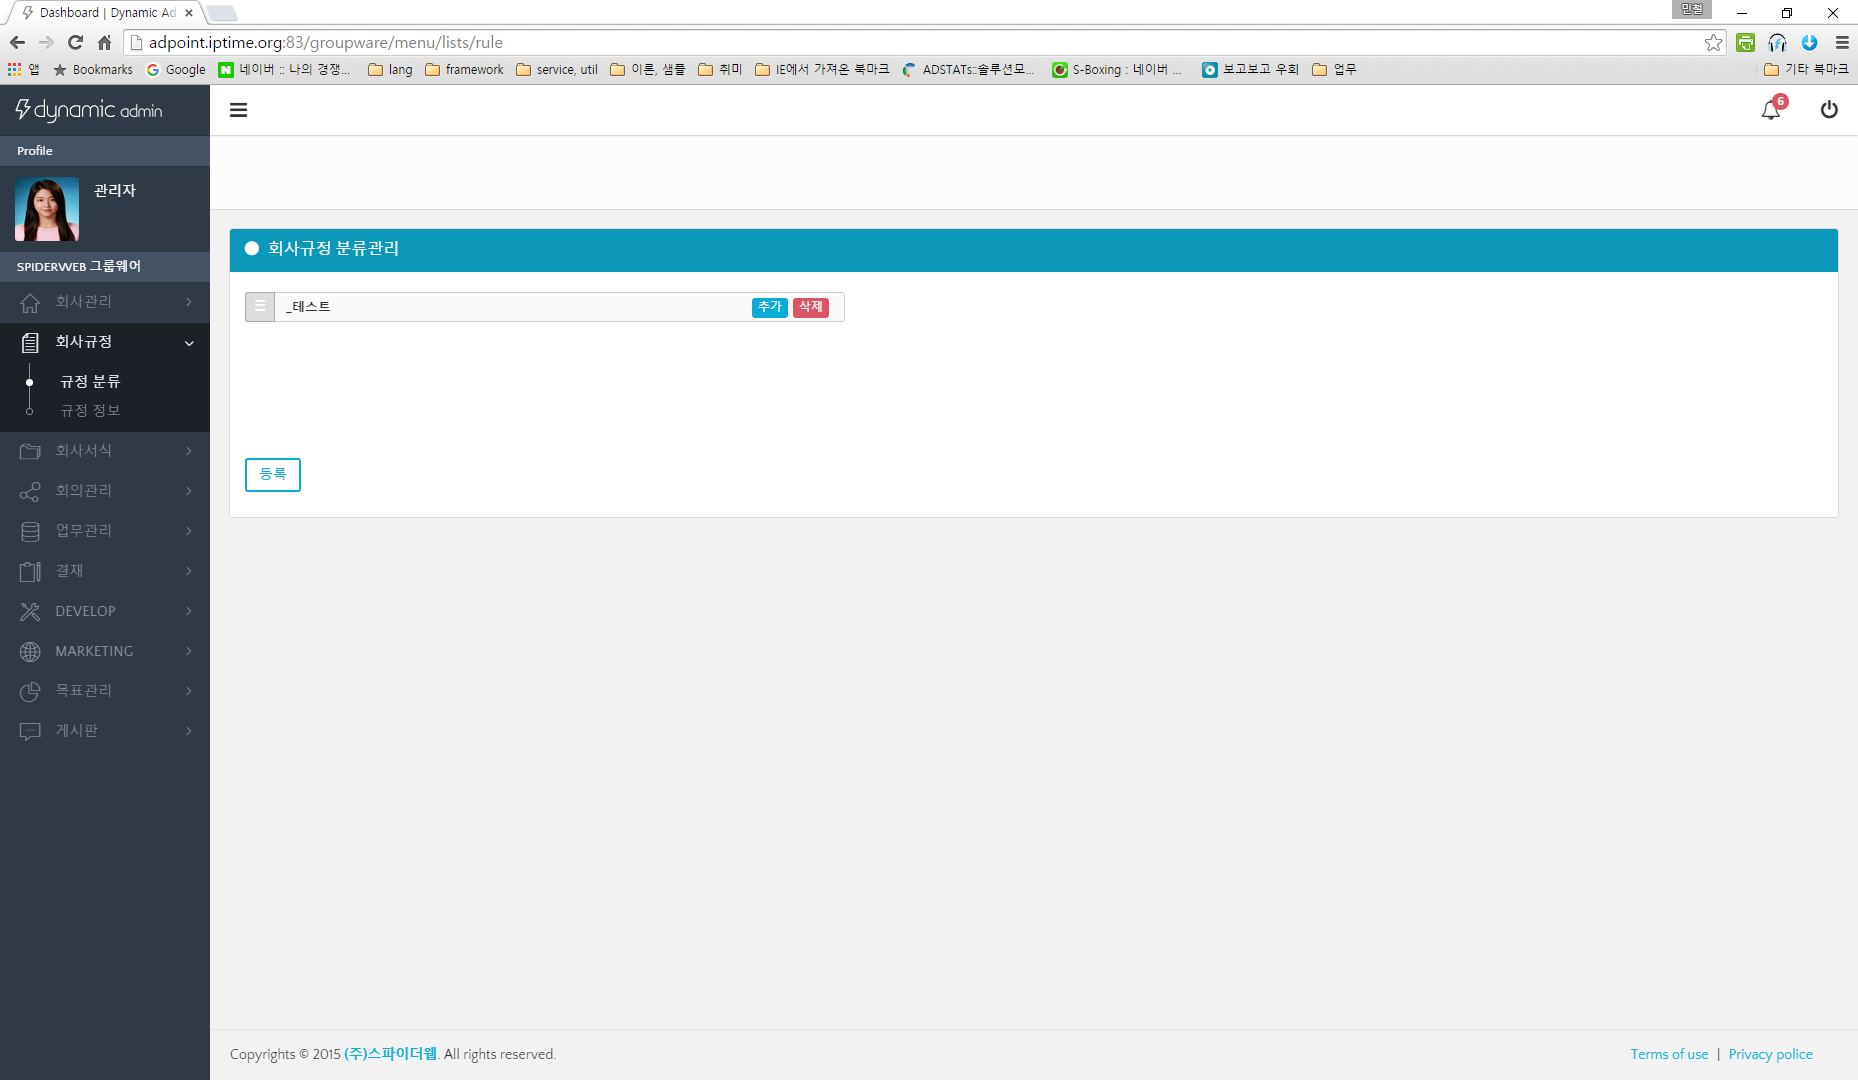 Dashboard | Dynamic Ad
민철
adpoint.iptime.org:83/groupware/menu/lists/rule
앱 Bookmarks Google 네이버 :: 나의 경쟁... lang framework service, util 이론, 샘플 취미 IE에서 가져온 북마크 ADSTATs::솔루션모... S-Boxing : 네이버 ... 보고보고 우회 업무 기타 북마크
dynamic admin
6
Profile
관리자
SPIDERWEB 그룹웨어
회사관리
회사규정
규정 분류
규정 정보
회사서식
회의관리
업무관리
결재
DEVELOP
MARKETING
목표관리
게시판
회사규정 분류관리
_테스트 추가 삭제
등록
Copyrights © 2015 (주)스파이더웹. All rights reserved.
Terms of use | Privacy police